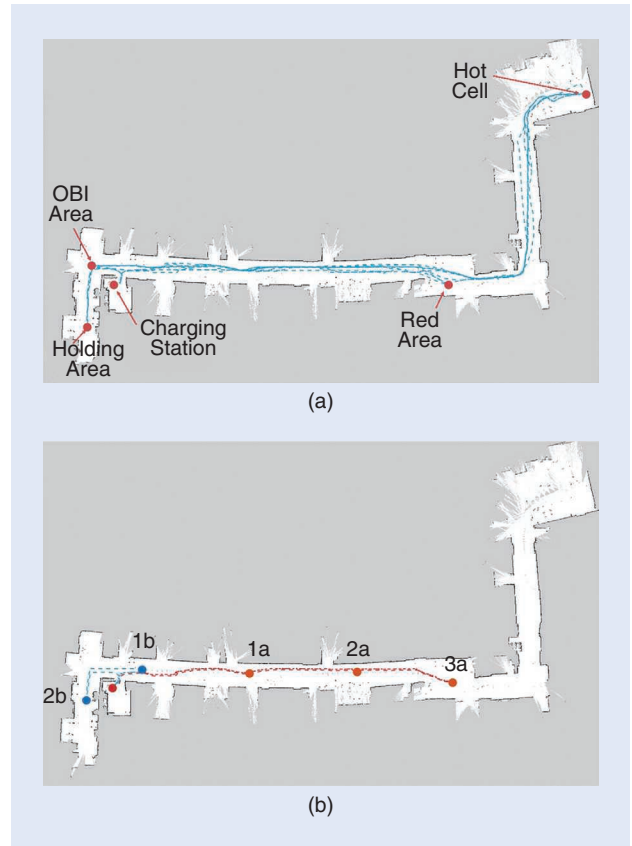 Hot
Cell
OBI
Area
Charging
Station
Holding
Area
Red
Area
(a)
1b
1a
2a
3a
2b
(b)